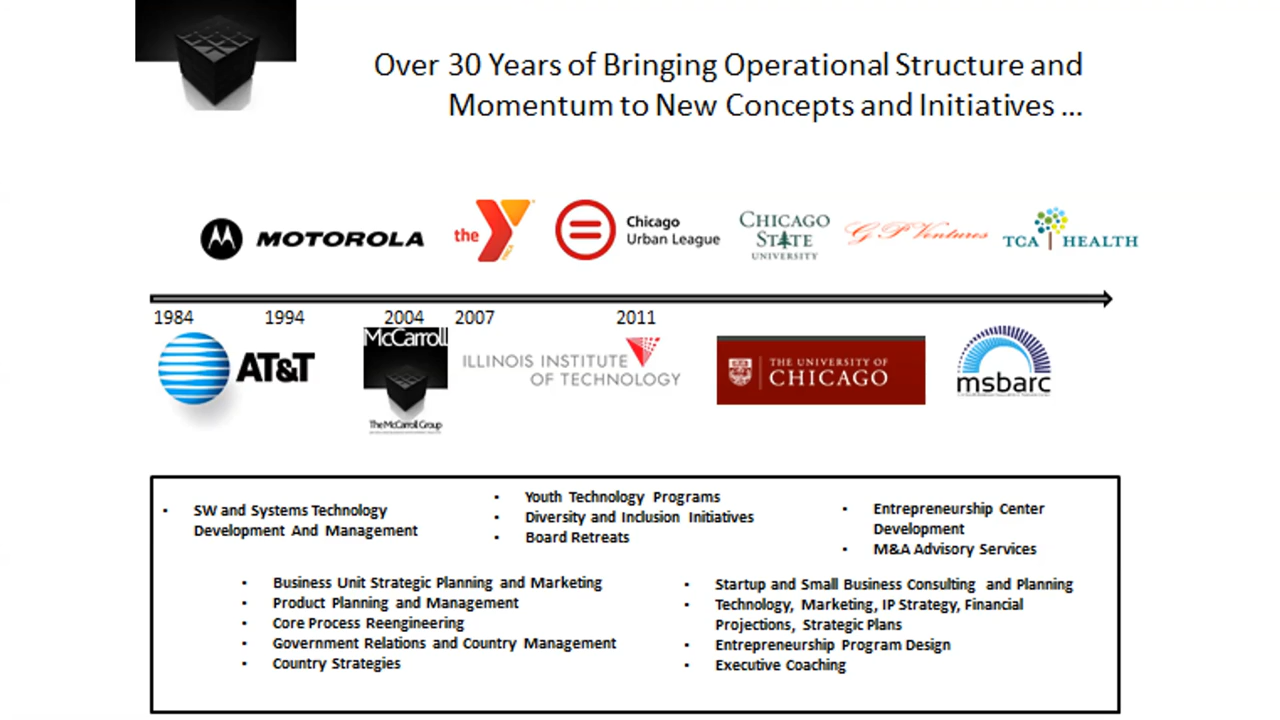 Over 30 Years of Bringing Operational Structure and
Momentum to New Concepts and Initiatives ...
MOTOROLA
the
YMCA
Chicago
Urban League
CHICAGO
STATE
UNIVERSITY
GP Ventures
TCA HEALTH
1984 1994 2004 2007 2011
AT&T
McCarroll
The McCarroll Group
ILLINOIS INSTITUTE
OF TECHNOLOGY
THE UNIVERSITY OF
CHICAGO
msbarc
• SW and Systems Technology
Development And Management
• Youth Technology Programs
• Diversity and Inclusion Initiatives
• Board Retreats
• Entrepreneurship Center
Development
• M&A Advisory Services
• Business Unit Strategic Planning and Marketing
• Product Planning and Management
• Core Process Reengineering
• Government Relations and Country Management
• Country Strategies
• Startup and Small Business Consulting and Planning
• Technology, Marketing, IP Strategy, Financial
Projections, Strategic Plans
• Entrepreneurship Program Design
• Executive Coaching